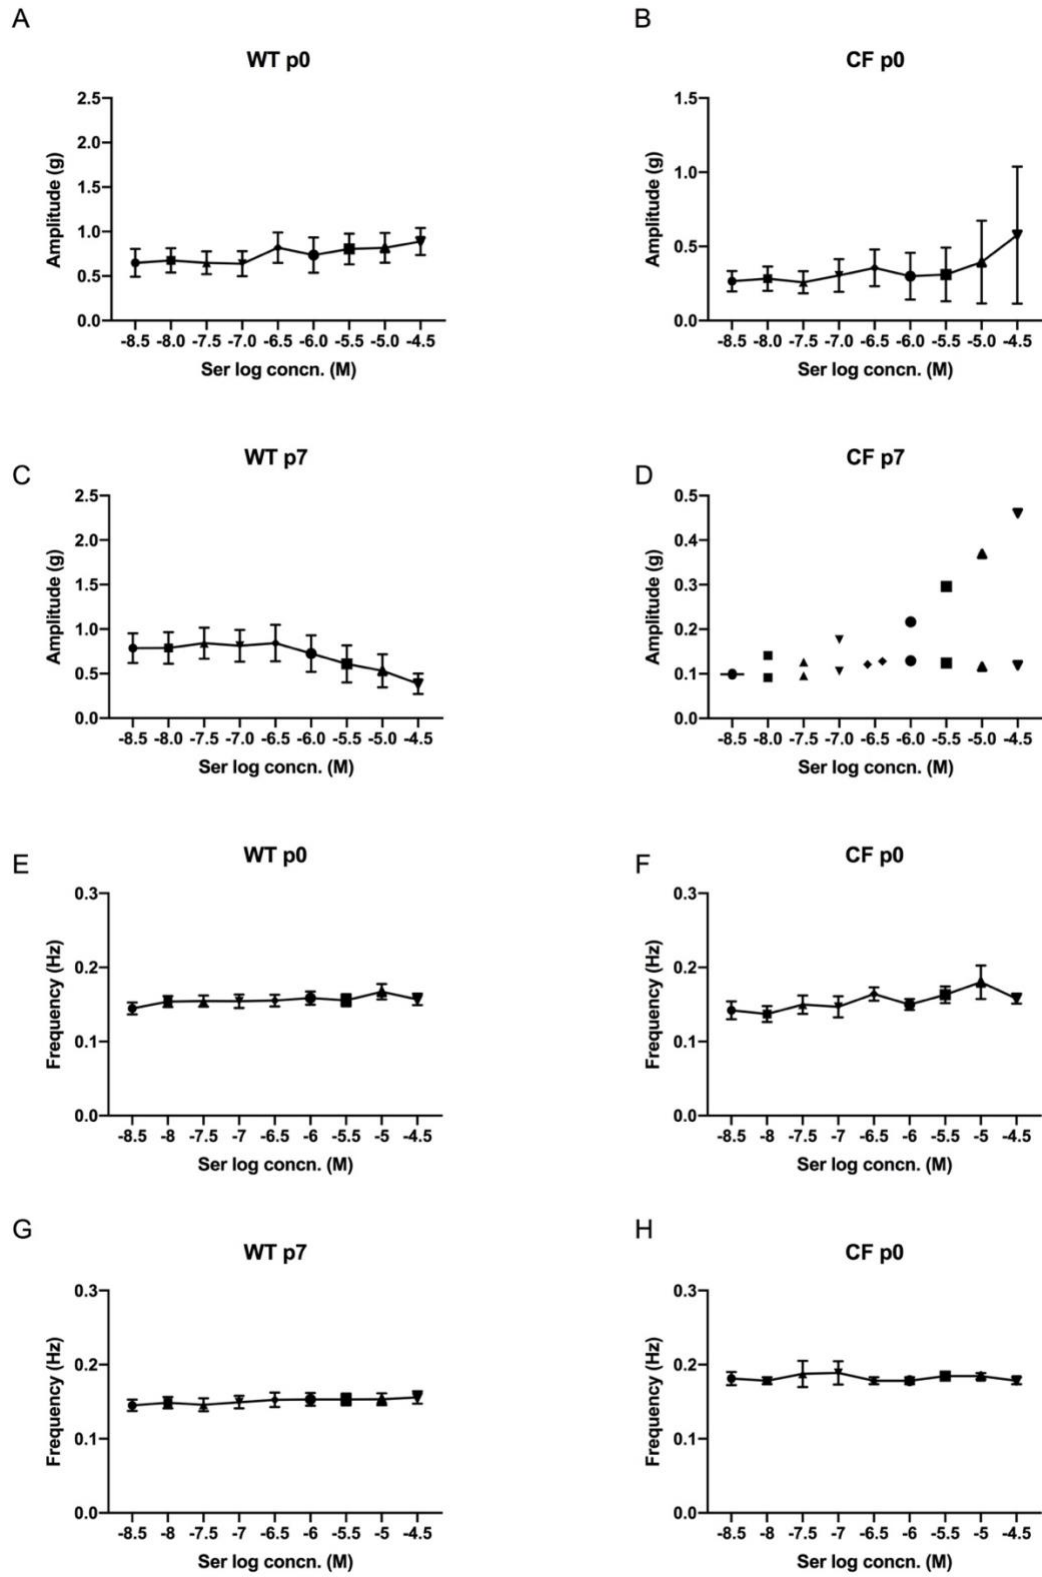 A
WT p0
Amplitude (g)
2.5
2.0
1.5
1.0
0.5
0.0
-8.5 -8.0 -7.5 -7.0 -6.5 -6.0 -5.5 -5.0 -4.5
Ser log concn. (M)
B
CF p0
Amplitude (g)
1.5
1.0
0.5
0.0
-8.5 -8.0 -7.5 -7.0 -6.5 -6.0 -5.5 -5.0 -4.5
Ser log concn. (M)
C
WT p7
Amplitude (g)
2.5
2.0
1.5
1.0
0.5
0.0
-8.5 -8.0 -7.5 -7.0 -6.5 -6.0 -5.5 -5.0 -4.5
Ser log concn. (M)
D
CF p7
Amplitude (g)
0.5
0.4
0.3
0.2
0.1
0.0
-8.5 -8.0 -7.5 -7.0 -6.5 -6.0 -5.5 -5.0 -4.5
Ser log concn. (M)
E
WT p0
Frequency (Hz)
0.3
0.2
0.1
0.0
-8.5 -8 -7.5 -7 -6.5 -6 -5.5 -5 -4.5
Ser log concn. (M)
F
CF p0
Frequency (Hz)
0.3
0.2
0.1
0.0
-8.5 -8 -7.5 -7 -6.5 -6 -5.5 -5 -4.5
Ser log concn. (M)
G
WT p7
Frequency (Hz)
0.3
0.2
0.1
0.0
-8.5 -8 -7.5 -7 -6.5 -6 -5.5 -5 -4.5
Ser log concn. (M)
H
CF p0
Frequency (Hz)
0.3
0.2
0.1
0.0
-8.5 -8 -7.5 -7 -6.5 -6 -5.5 -5 -4.5
Ser log concn. (M)